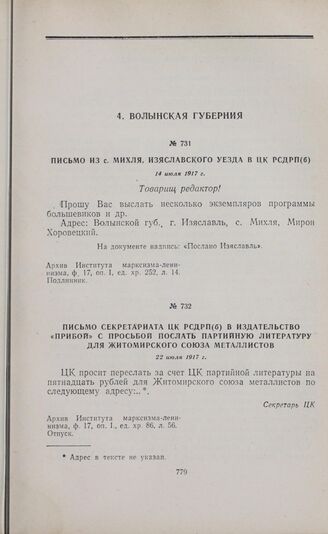 4. ВОЛЫНСКАЯ ГУБЕРНИЯ
№ 731
ПИСЬМО ИЗ с. МИХЛЯ, ИЗЯСЛАВСКОГО УЕЗДА В ЦК РСДРП(б)
14 июля 1917 г.
Товарищ редактор!
Прошу Вас выслать несколько экземпляров программы
большевиков и др.
Адрес: Волынской губ., г. Изяславль, с. Михля, Мирон
Хоровецкий.
На документе надпись: «Послано Изяславль».
Архив Института марксизма-лени-
низма, ф. 17, оп. 1, ед. хр. 252, л. 14.
Подлинник.
№ 732
ПИСЬМО СЕКРЕТАРИАТА ЦК РСДРП(б) В ИЗДАТЕЛЬСТВО
«ПРИБОЙ» С ПРОСЬБОЙ ПОСЛАТЬ ПАРТИЙНУЮ ЛИТЕРАТУРУ
ДЛЯ ЖИТОМИРСКОГО СОЮЗА МЕТАЛЛИСТОВ
22 июля 1917 г.
ЦК просит переслать за счет ЦК партийной литературы на
пятнадцать рублей для Житомирского союза металлистов по
следующему адресу:..*.
Секретарь ЦК
Архив Института марксизма-лени-
низма, ф. 17, оп. 1., ед. хр. 86, л. 56.
Отпуск.
* Адрес в тексте не указан.
779